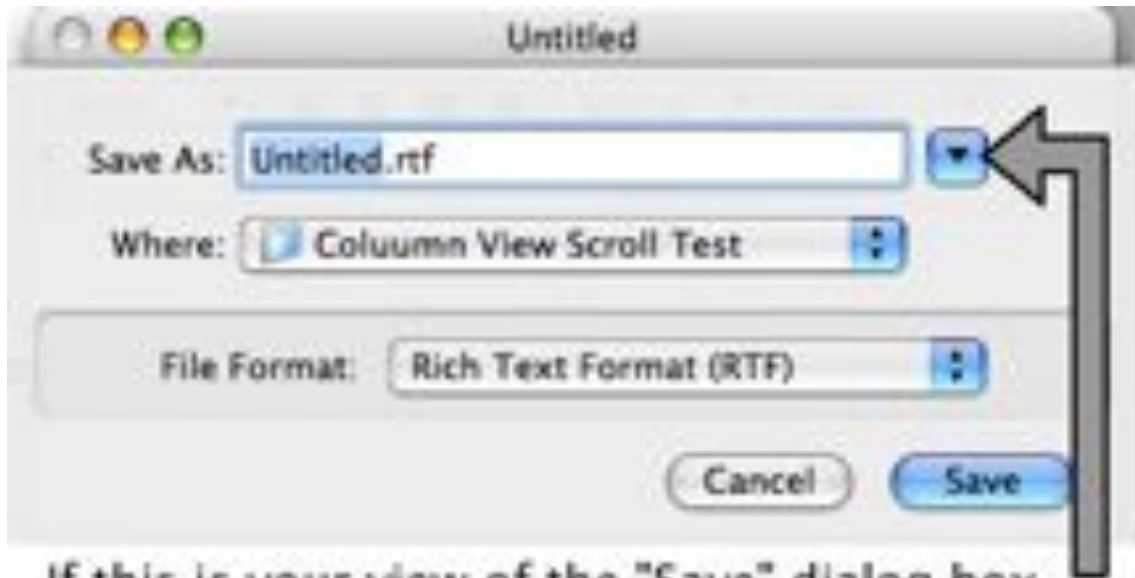 Untitled
Save As: Untitled.rtf
Where: Coluumn View Scroll Test
File Format: Rich Text Format (RTF)
Cancel Save
If this is your view of the "Save" dialog box